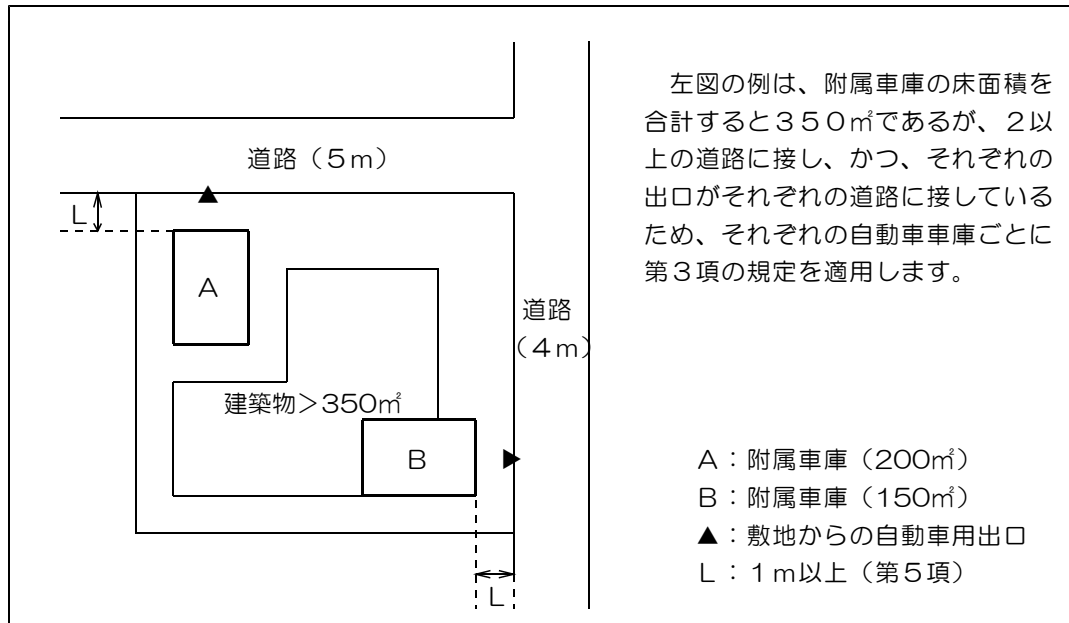 道路（５ｍ）
Ｌ
Ａ
道路
（４ｍ）
建築物＞350㎡
Ｂ
Ｌ
左図の例は、附属車庫の床面積を
合計すると３５０㎡であるが、２以
上の道路に接し、かつ、それぞれの
出口がそれぞれの道路に接している
ため、それぞれの自動車車庫ごとに
第３項の規定を適用します。
Ａ：附属車庫（200㎡）
Ｂ：附属車庫（150㎡）
▲：敷地からの自動車用出口
Ｌ：１ｍ以上（第５項）